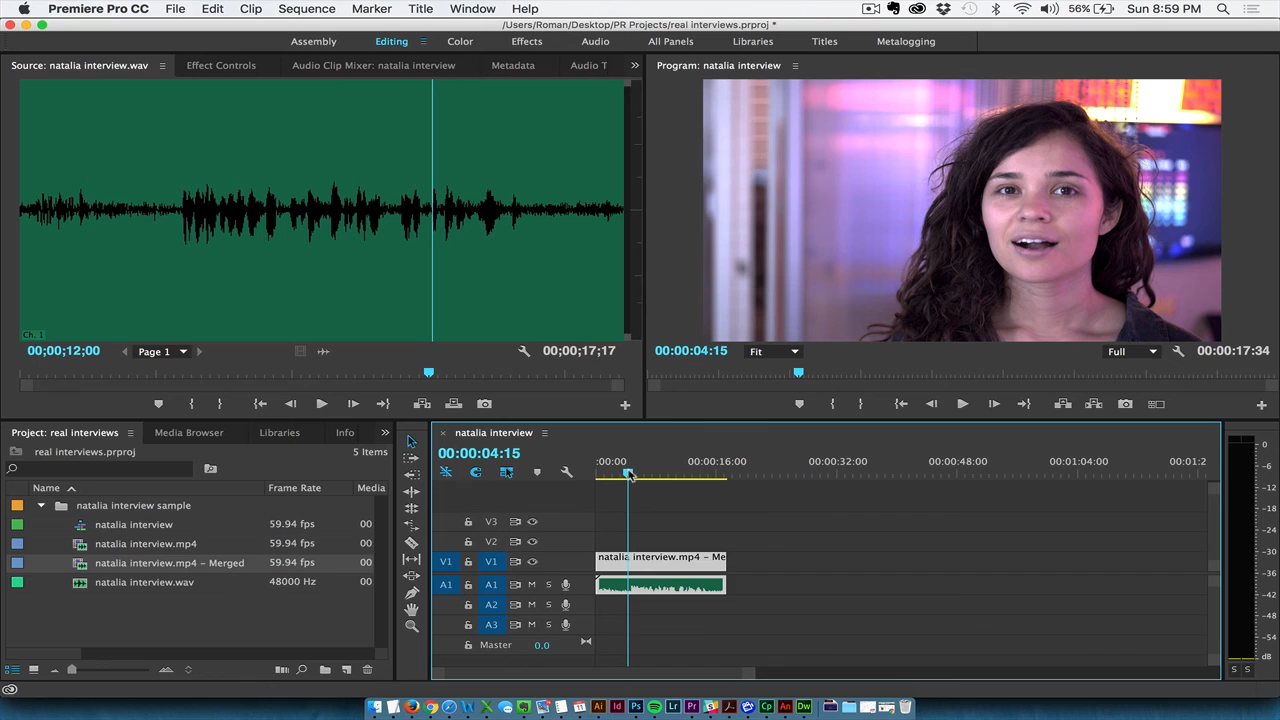 Premiere Pro CC File Edit Clip Sequence Marker Title Window Help 56% Sun 8:59 PM
/Users/Roman/Desktop/PR Projects/real interviews.prproj *
Assembly Editing Color Effects Audio All Panels Libraries Titles Metalogging
Source: natalia interview.wav Effect Controls Audio Clip Mixer: natalia interview Metadata Audio T
Program: natalia interview
Ch. 1
00;00;12;00 Page 1 00;00;17;17
00:00:04:15 Fit Full 00:00:17:34
Project: real interviews Media Browser Libraries Info
real interviews.prproj 5 Items
Name Frame Rate Media
natalia interview sample
natalia interview 59.94 fps 00
natalia interview.mp4 59.94 fps 00
natalia interview.mp4 – Merged 59.94 fps 00
natalia interview.wav 48000 Hz 00
× natalia interview
00:00:04:15
:00:00 00:00:16:00 00:00:32:00 00:00:48:00 00:01:04:00 00:01:2
V3
V2
V1 V1 natalia interview.mp4 – Me
A1 A1 M S
A2 M S
A3 M S
Master 0.0
0
-6
-12
-18
-24
-30
-36
-42
-48
-54
dB
S S
Ai Id Ps Lr Pr Cp An Dw